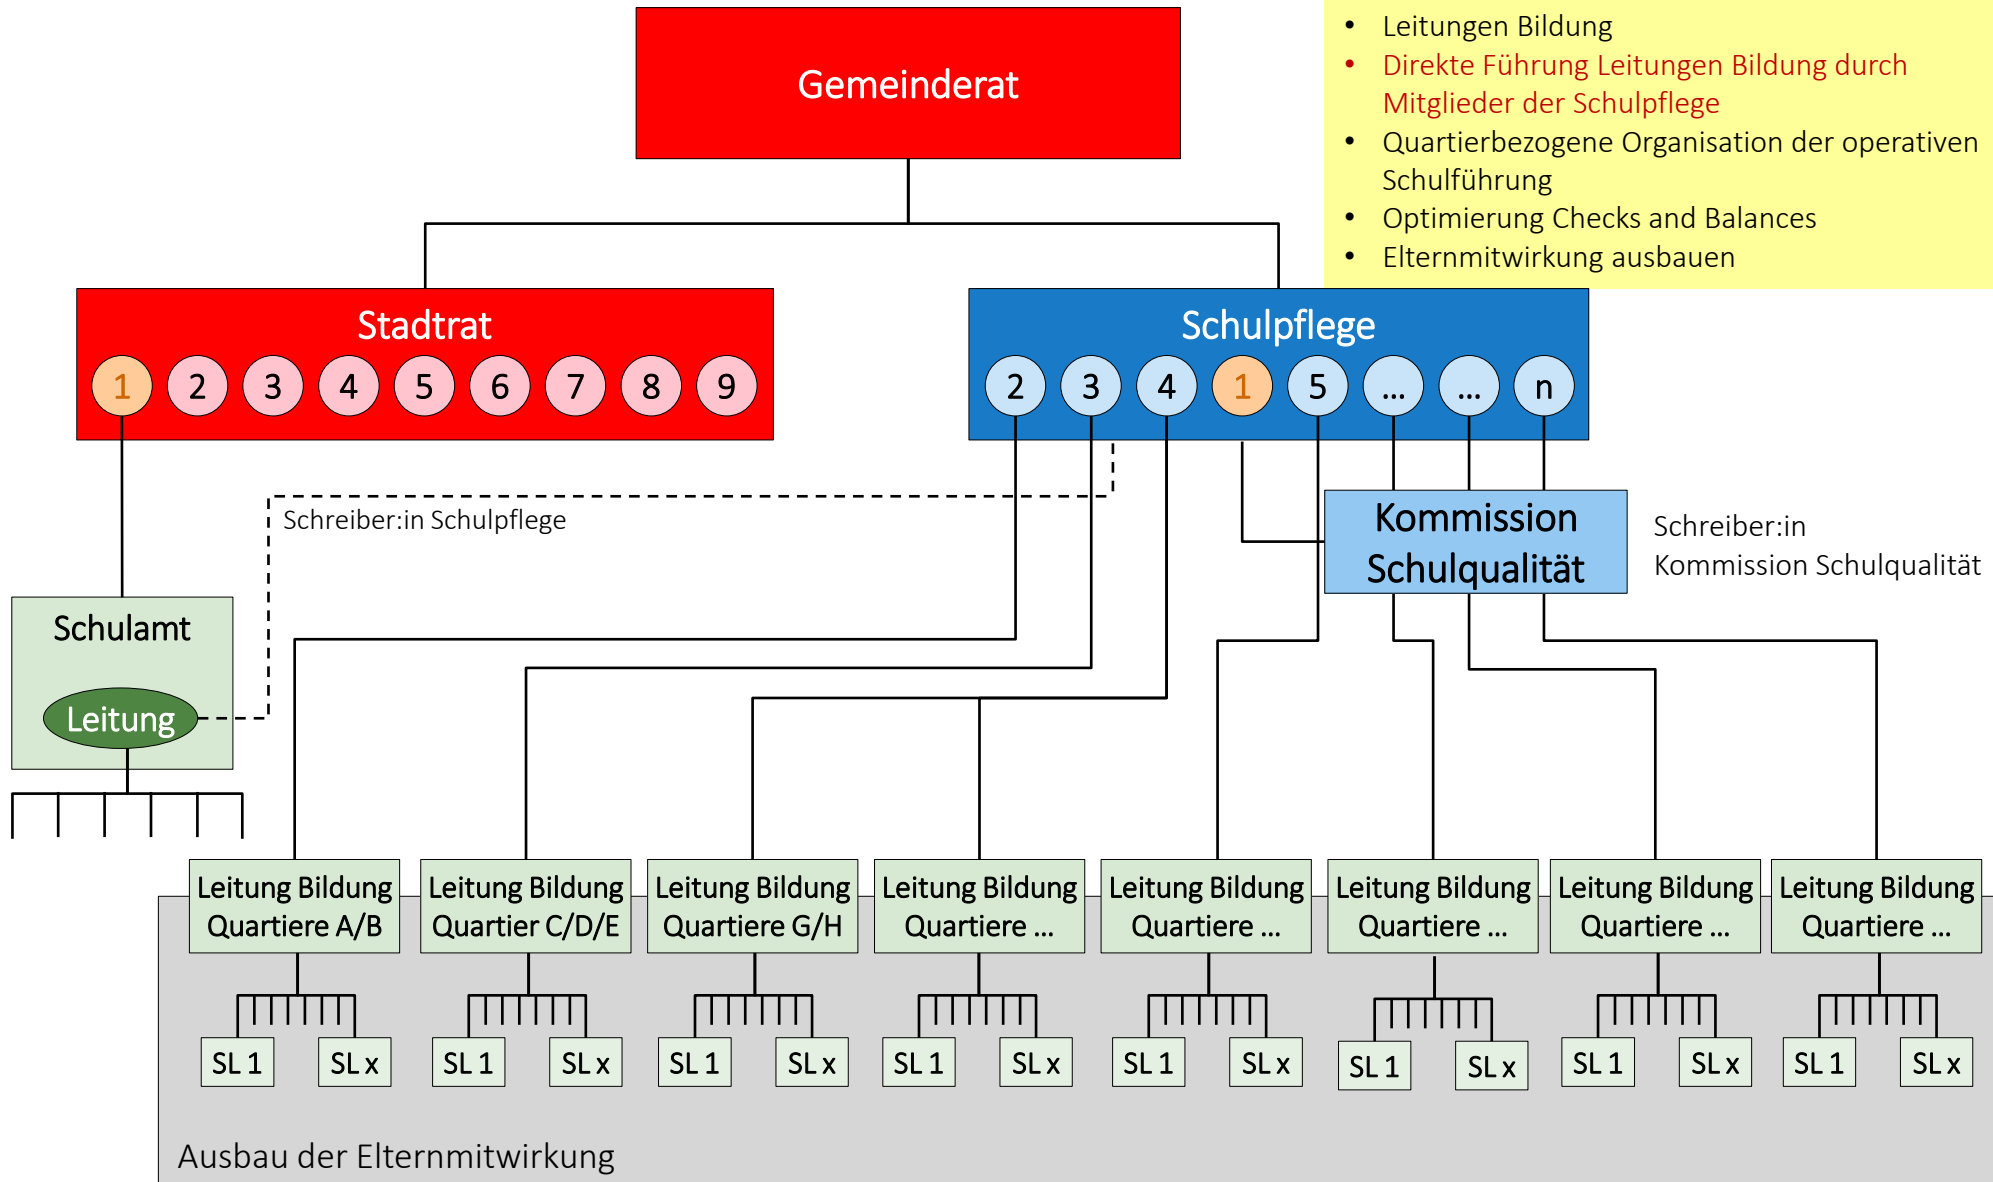 Gemeinderat
• Leitungen Bildung
• Direkte Führung Leitungen Bildung durch
Mitglieder der Schulpflege
• Quartierbezogene Organisation der operativen
Schulführung
• Optimierung Checks and Balances
• Elternmitwirkung ausbauen
Stadtrat
1 2 3 4 5 6 7 8 9
Schulpflege
2 3 4 1 5 ... ... n
Schreiber:in Schulpflege
Kommission
Schulqualität
Schreiber:in
Kommission Schulqualität
Schulamt
Leitung
Leitung Bildung
Quartiere A/B
Leitung Bildung
Quartier C/D/E
Leitung Bildung
Quartiere G/H
Leitung Bildung
Quartiere ...
Leitung Bildung
Quartiere ...
Leitung Bildung
Quartiere ...
Leitung Bildung
Quartiere ...
Leitung Bildung
Quartiere ...
SL 1 SL x SL 1 SL x SL 1 SL x SL 1 SL x SL 1 SL x SL 1 SL x SL 1 SL x SL 1 SL x
Ausbau der Elternmitwirkung